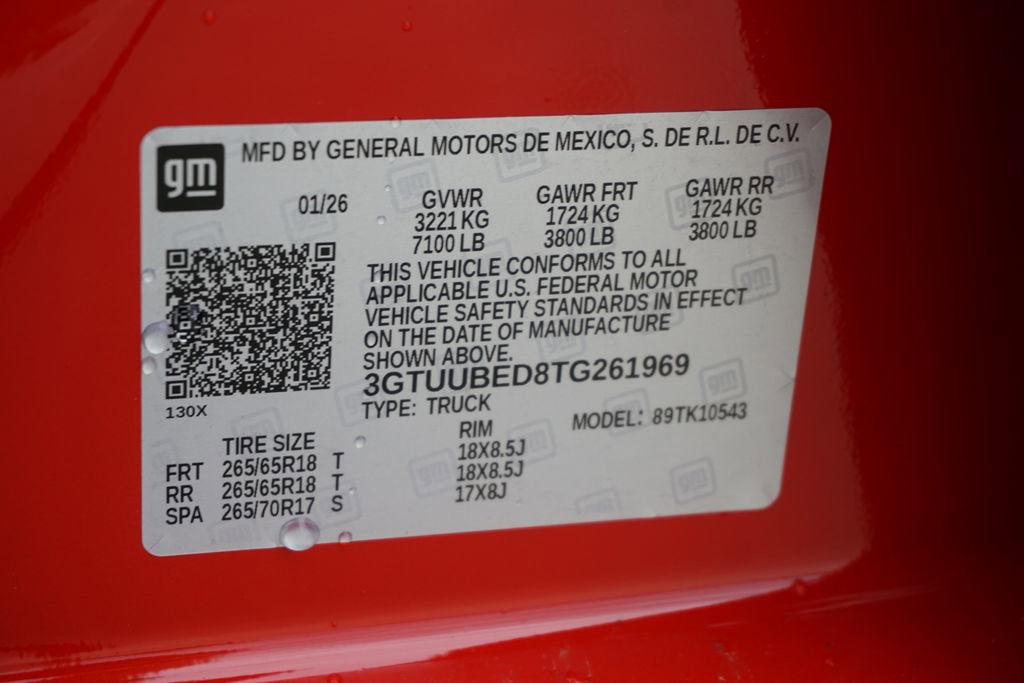 gm
MFD BY GENERAL MOTORS DE MEXICO, S. DE R.L. DE C.V.
01/26
GVWR GAWR FRT GAWR RR
3221 KG 1724 KG 1724 KG
7100 LB 3800 LB 3800 LB
THIS VEHICLE CONFORMS TO ALL
APPLICABLE U.S. FEDERAL MOTOR
VEHICLE SAFETY STANDARDS IN EFFECT
ON THE DATE OF MANUFACTURE
SHOWN ABOVE.
3GTUUBED8TG261969
130X
TYPE: TRUCK MODEL: 89TK10543
TIRE SIZE RIM
FRT 265/65R18 T 18X8.5J
RR 265/65R18 T 18X8.5J
SPA 265/70R17 S 17X8J